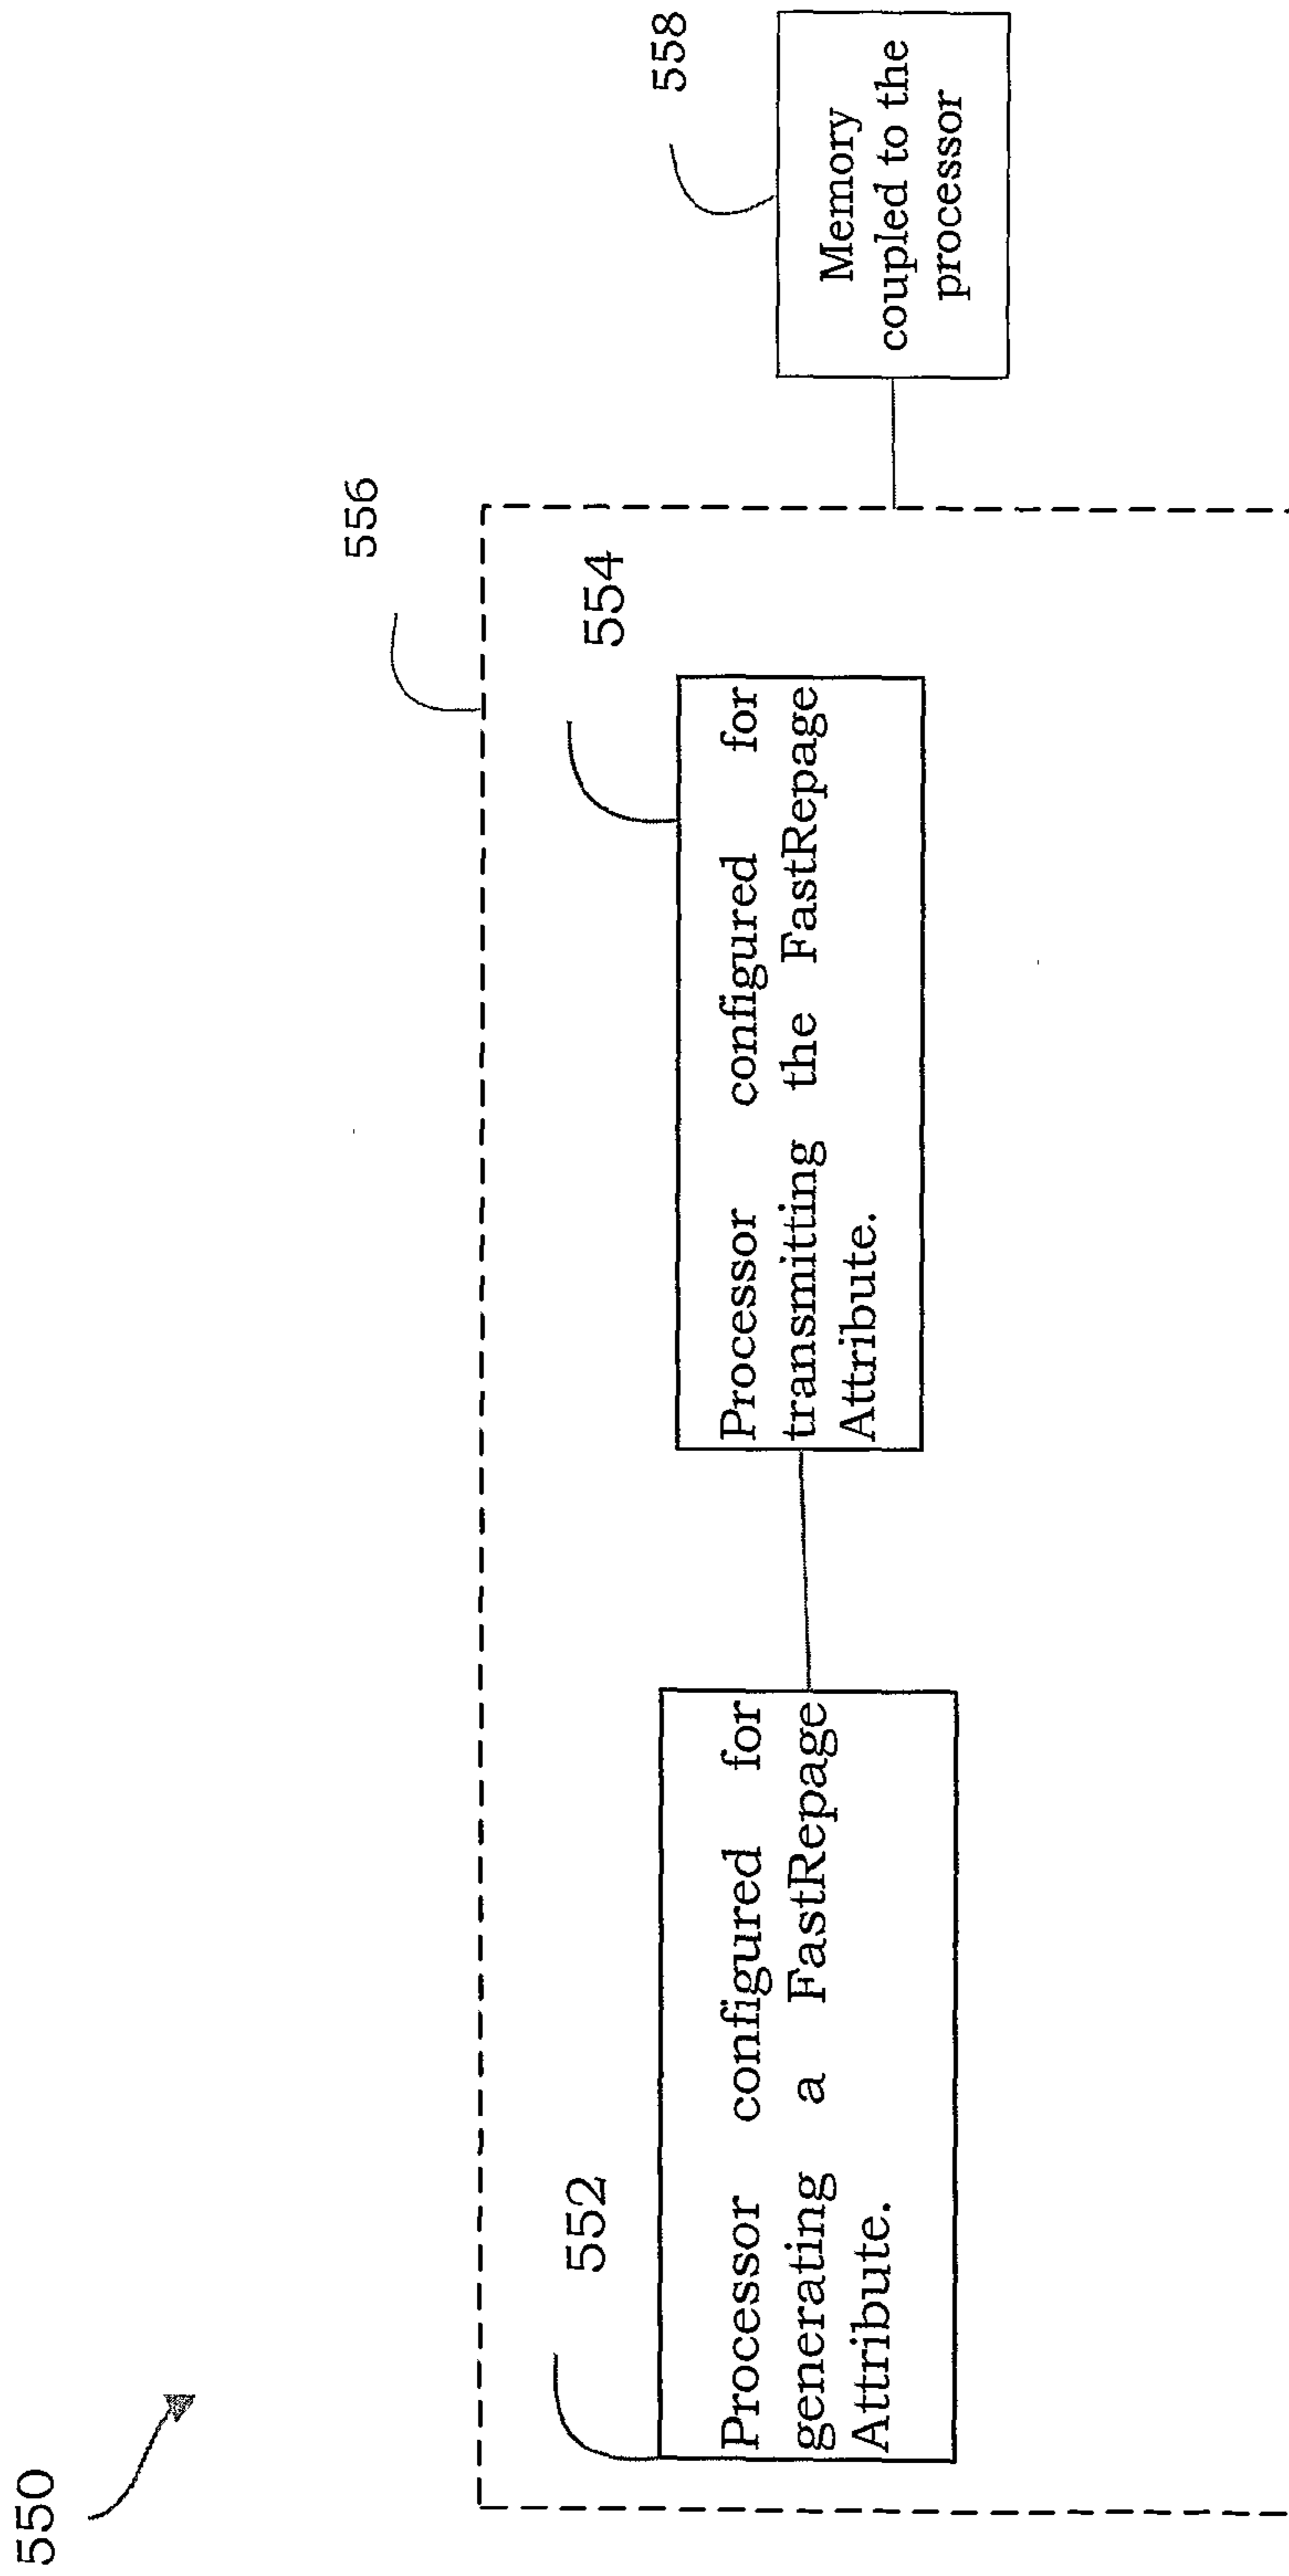 550
556
552
554
558
Processor configured for
generating a FastRepage
Attribute.
Processor configured for
transmitting the FastRepage
Attribute.
Memory
coupled to the
processor